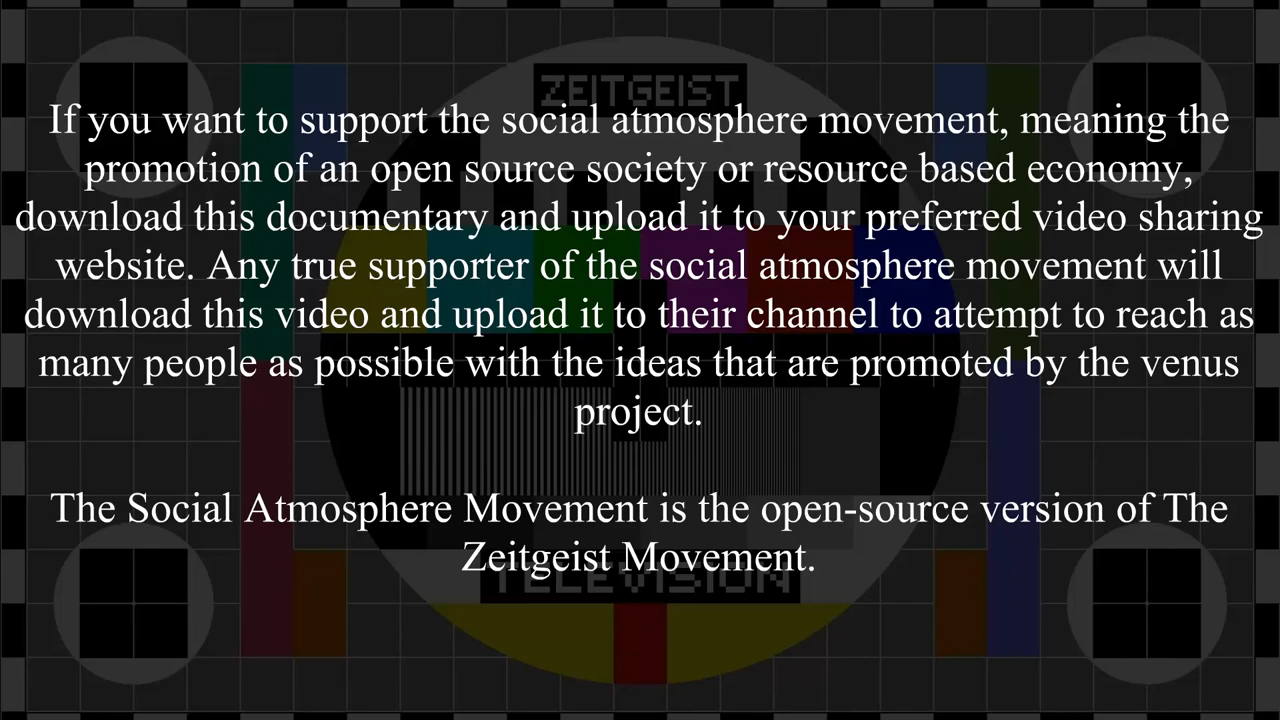 ZEITGEIST
If you want to support the social atmosphere movement, meaning the
promotion of an open source society or resource based economy,
download this documentary and upload it to your preferred video sharing
website. Any true supporter of the social atmosphere movement will
download this video and upload it to their channel to attempt to reach as
many people as possible with the ideas that are promoted by the venus
project.
The Social Atmosphere Movement is the open-source version of The
Zeitgeist Movement.
TELEVISION